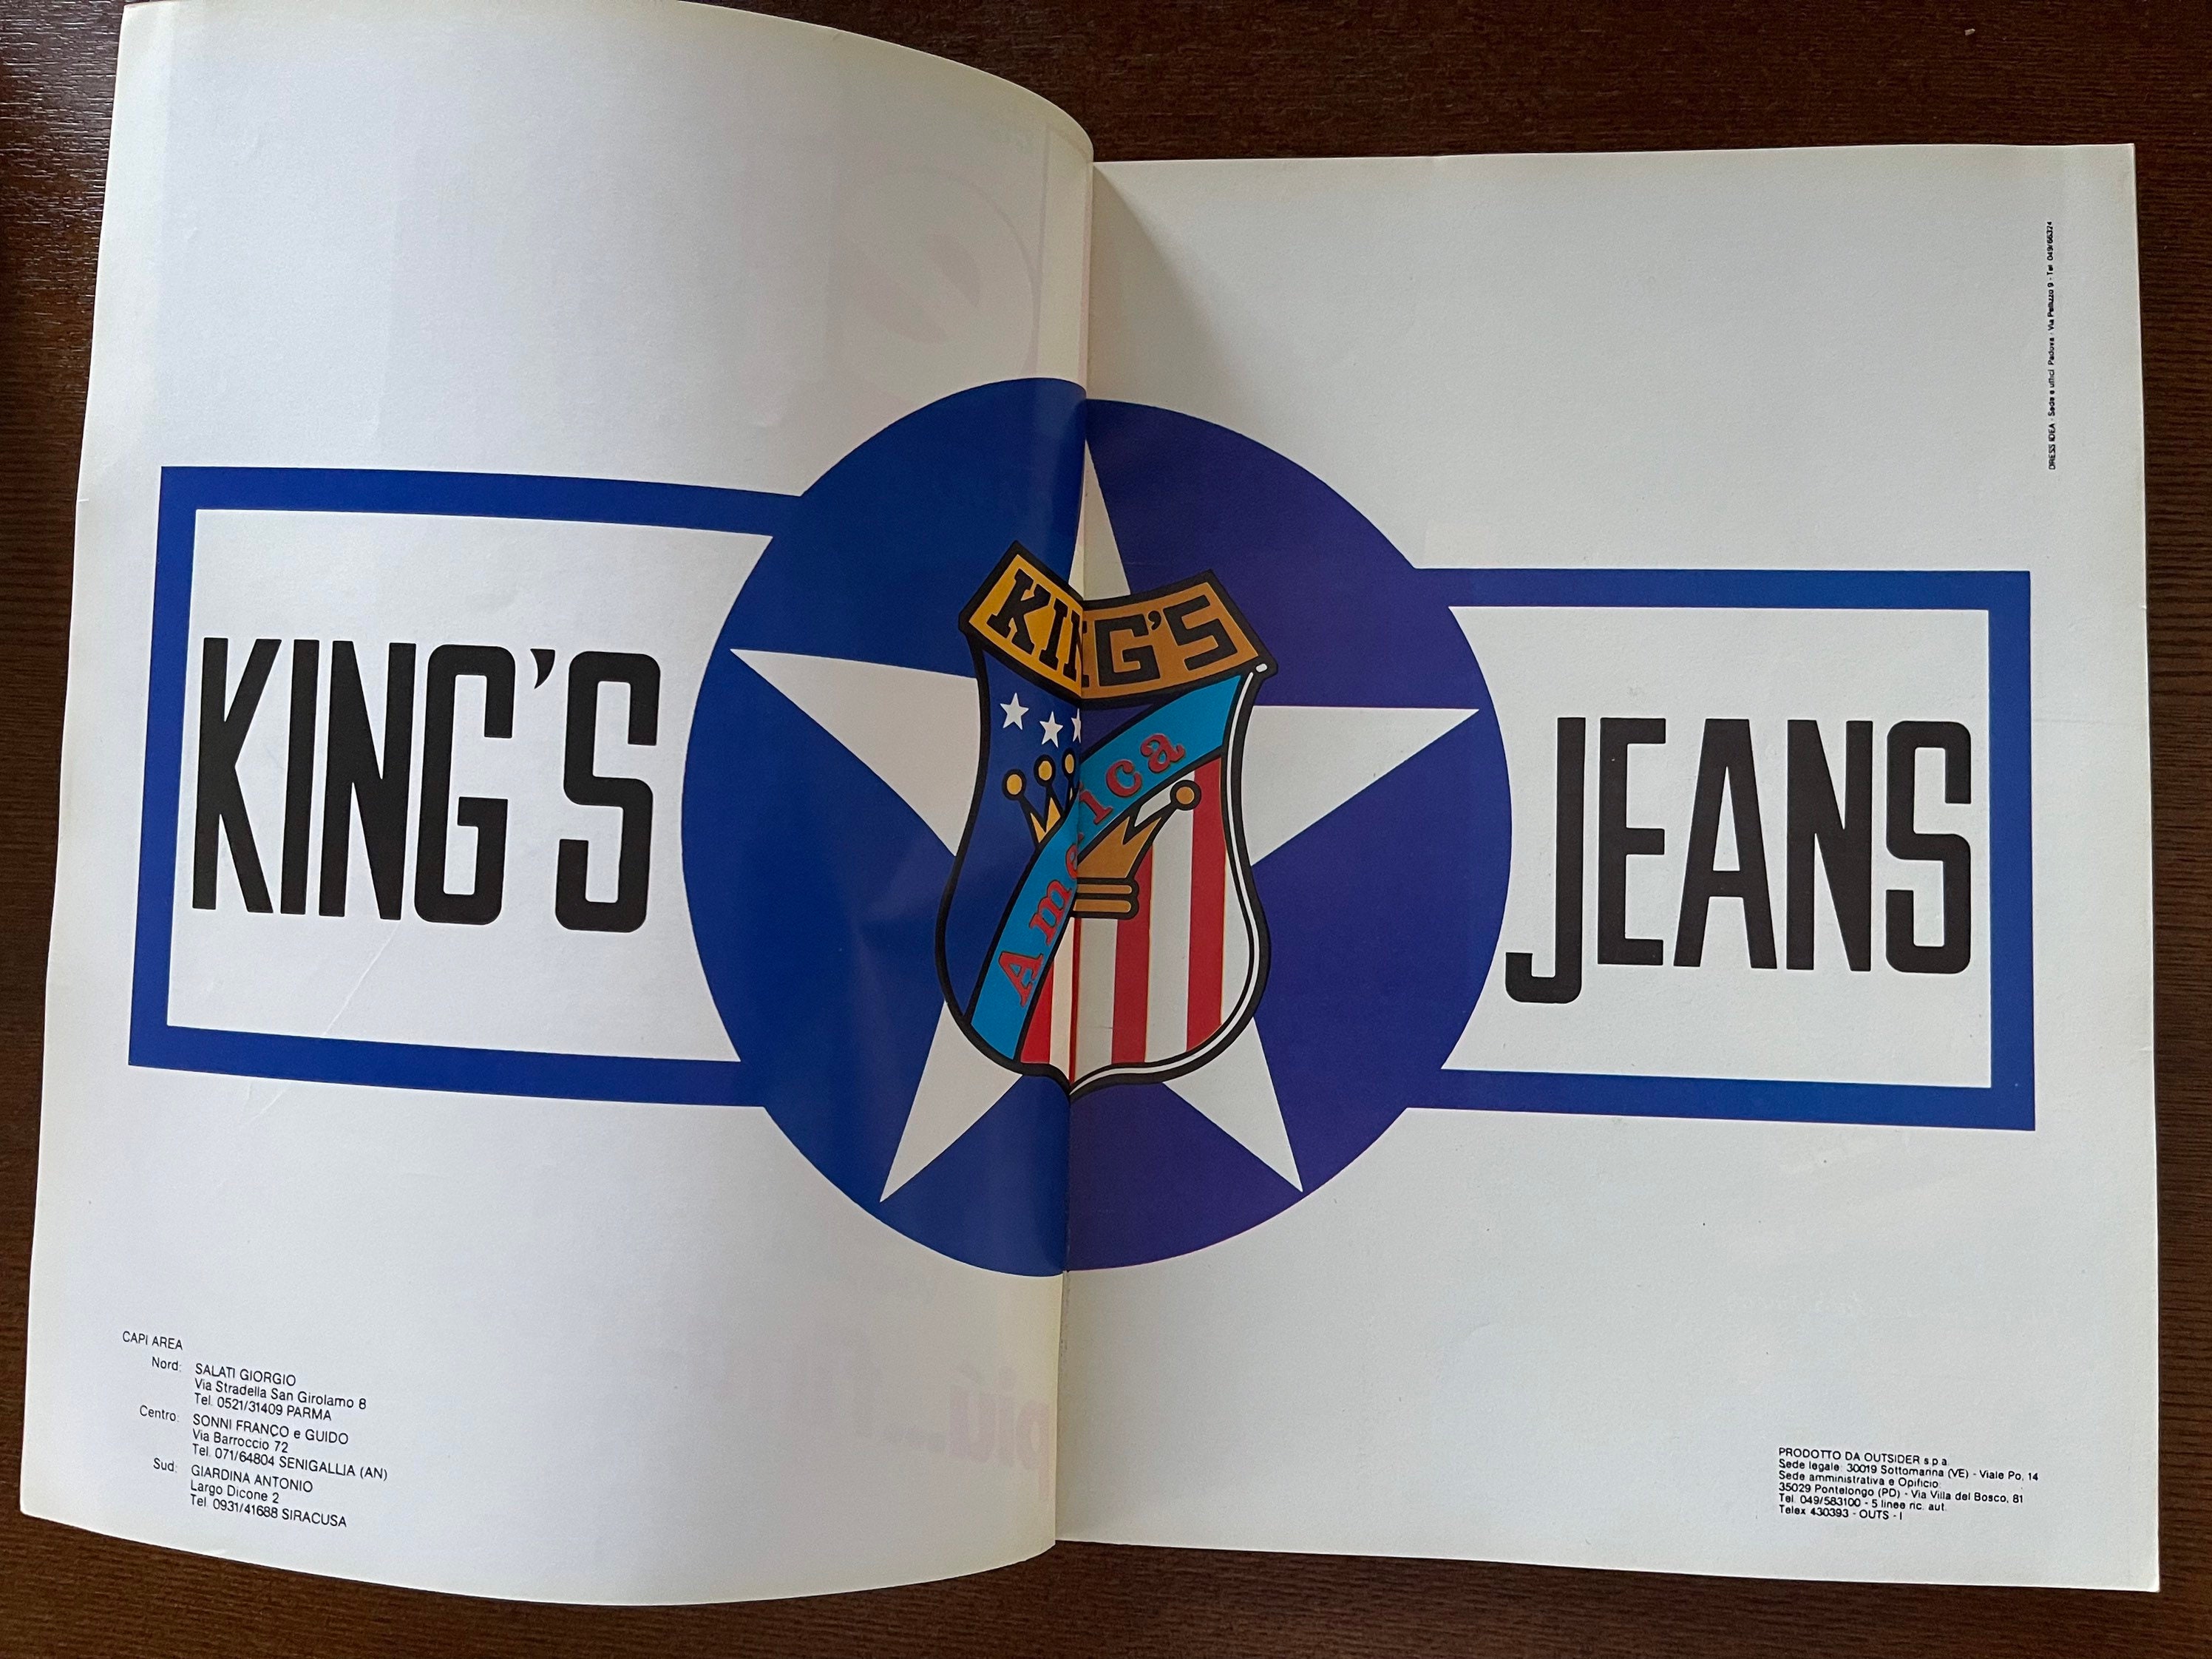 KING'S
KING'S
America
JEANS
CAPI AREA
Nord: SALATI GIORGIO
Via Stradella San Girolamo 8
Tel. 0521/31409 PARMA
Centro: SONNI FRANCO e GUIDO
Via Barroccio 72
Tel. 071/64804 SENIGALLIA (AN)
Sud: GIARDINA ANTONIO
Largo Dicone 2
Tel. 0931/41688 SIRACUSA
DRESS IDEA - Sede e uffici Padova - Via 9 - Tel 049/66324
PRODOTTO DA OUTSIDER s.p.a.
Sede legale: 30019 Sottomarina (VE) - Viale Po, 14
Sede amministrativa e Opificio:
35029 Pontelongo (PD) - Via Villa del Bosco, 81
Tel. 049/583100 - 5 linee ric. aut.
Telex 430393 - OUTS - I